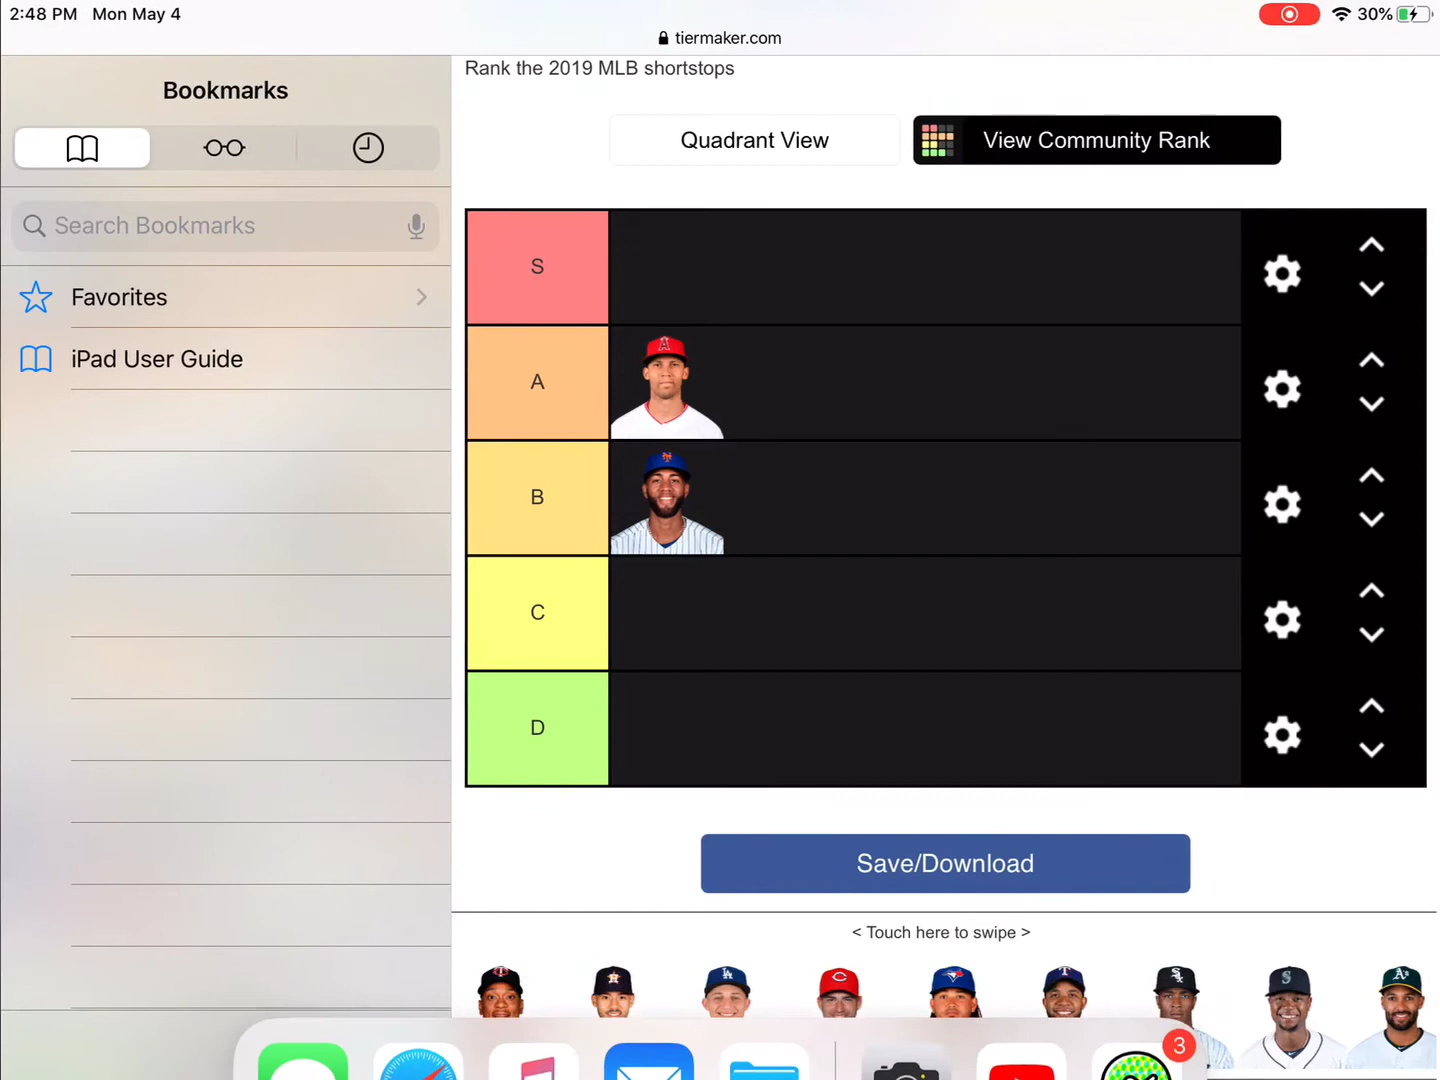 2:48 PM Mon May 4
30%
tiermaker.com
Bookmarks
Search Bookmarks
Favorites
iPad User Guide
Rank the 2019 MLB shortstops
Quadrant View
View Community Rank
S
A
B
C
D
Save/Download
< Touch here to swipe >
3